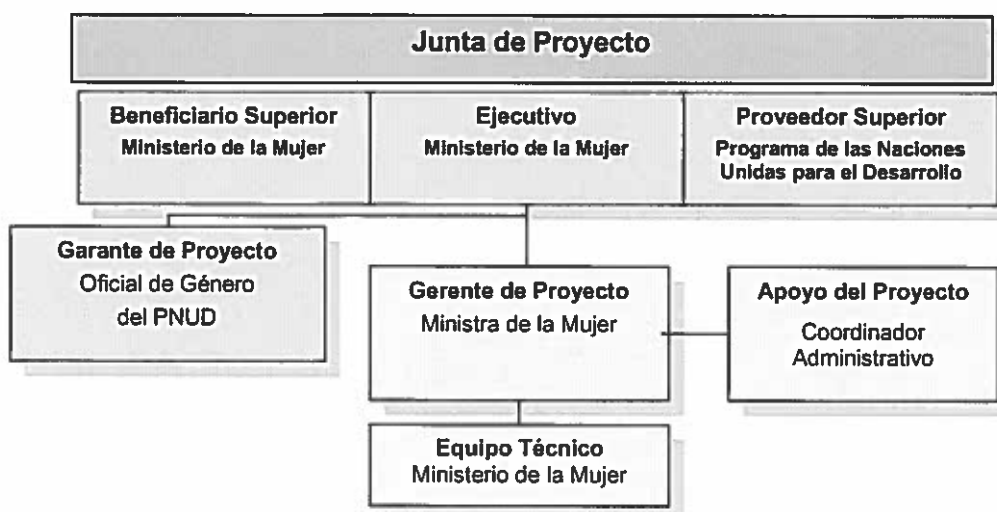 Junta de Proyecto
Beneficiario Superior
Ministerio de la Mujer
Ejecutivo
Ministerio de la Mujer
Proveedor Superior
Programa de las Naciones
Unidas para el Desarrollo
Garante de Proyecto
Oficial de Género
del PNUD
Gerente de Proyecto
Ministra de la Mujer
Apoyo del Proyecto
Coordinador
Administrativo
Equipo Técnico
Ministerio de la Mujer